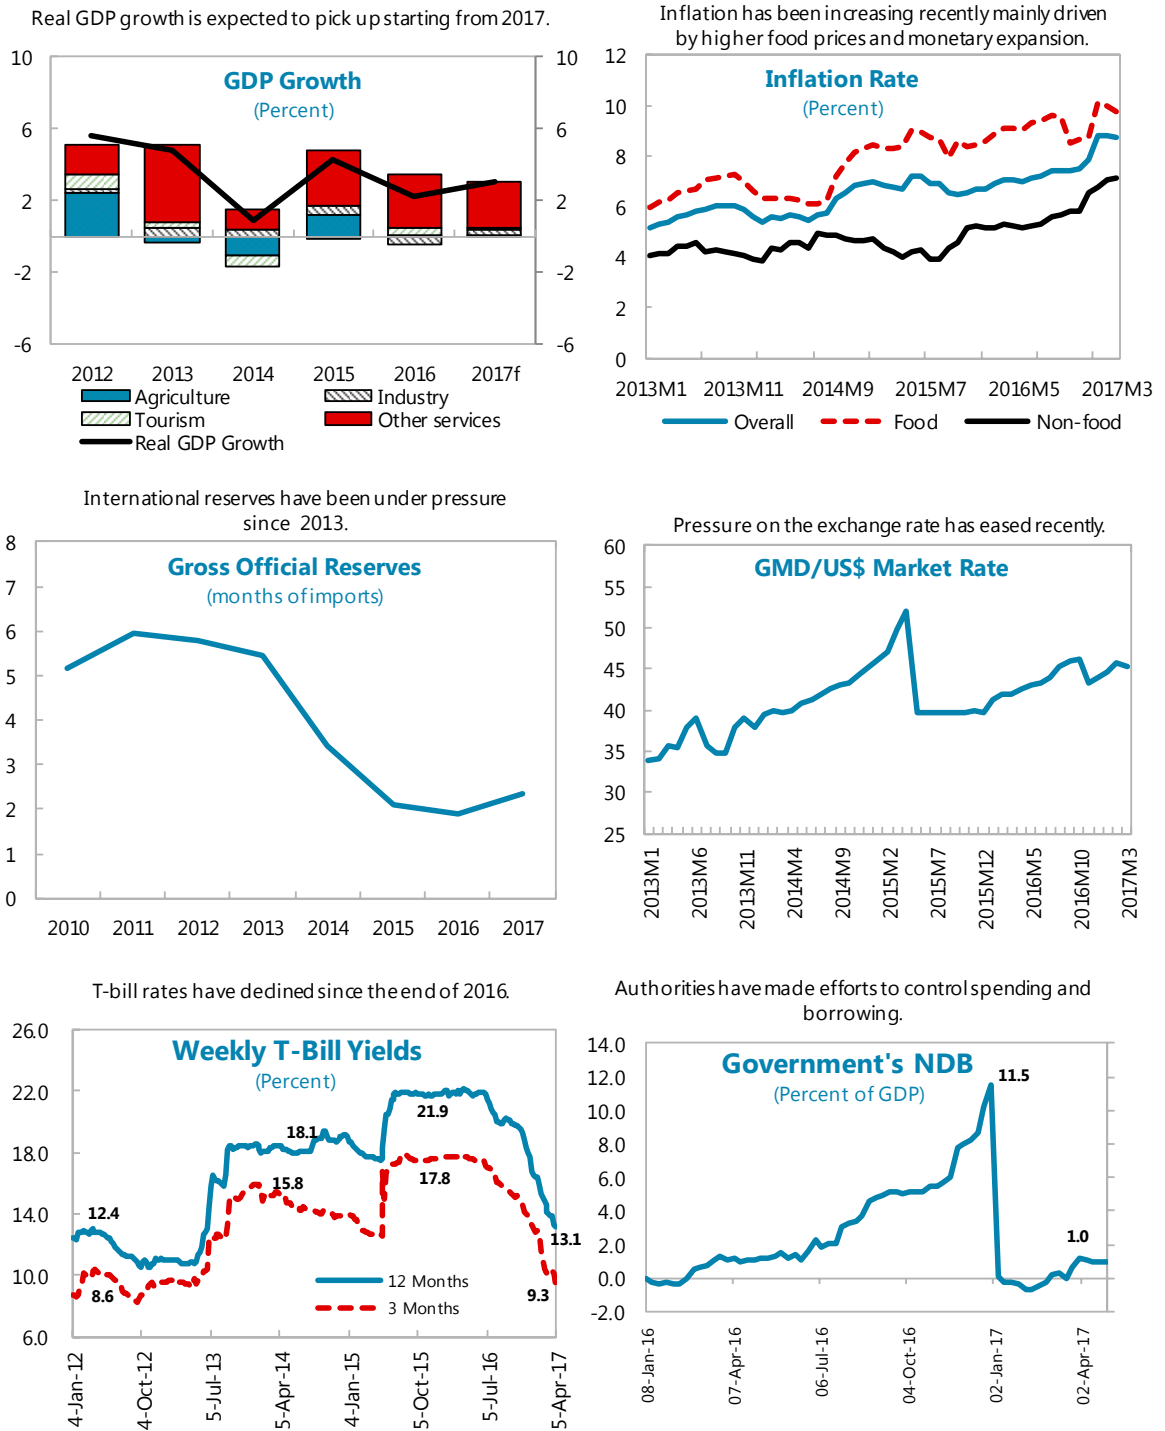 Real GDP growth is expected to pick up starting from 2017.
GDP Growth
(Percent)
10
6
2
-2
-6
10
6
2
-2
-6
2012 2013 2014 2015 2016 2017f
Agriculture Industry
Tourism Other services
Real GDP Growth
Inflation has been increasing recently mainly driven
by higher food prices and monetary expansion.
Inflation Rate
(Percent)
12
10
8
6
4
2
0
2013M1 2013M11 2014M9 2015M7 2016M5 2017M3
Overall Food Non-food
International reserves have been under pressure
since 2013.
Gross Official Reserves
(months of imports)
8
7
6
5
4
3
2
1
0
2010 2011 2012 2013 2014 2015 2016 2017
Pressure on the exchange rate has eased recently.
GMD/US$ Market Rate
60
55
50
45
40
35
30
25
2013M1 2013M6 2013M11 2014M4 2014M9 2015M2 2015M7 2015M12 2016M5 2016M10 2017M3
T-bill rates have declined since the end of 2016.
Weekly T-Bill Yields
(Percent)
26.0
22.0
18.0
14.0
10.0
6.0
12.4
8.6
18.1
15.8
21.9
17.8
13.1
9.3
12 Months
3 Months
4-Jan-12 4-Oct-12 5-Jul-13 5-Apr-14 4-Jan-15 5-Oct-15 5-Jul-16 5-Apr-17
Authorities have made efforts to control spending and
borrowing.
Government's NDB
(Percent of GDP)
14.0
12.0
10.0
8.0
6.0
4.0
2.0
0.0
-2.0
11.5
1.0
08-Jan-16 07-Apr-16 06-Jul-16 04-Oct-16 02-Jan-17 02-Apr-17